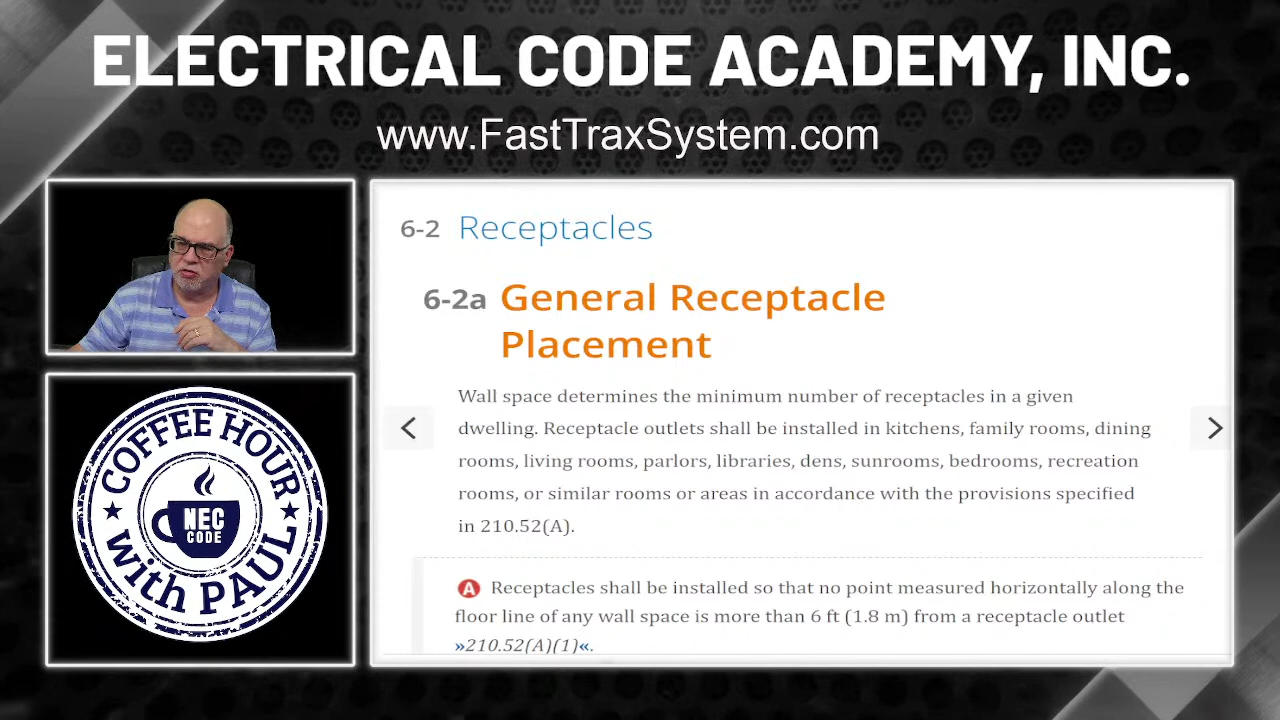 ELECTRICAL CODE ACADEMY, INC.
www.FastTraxSystem.com
6-2 Receptacles
6-2a General Receptacle
Placement
Wall space determines the minimum number of receptacles in a given
dwelling. Receptacle outlets shall be installed in kitchens, family rooms, dining
rooms, living rooms, parlors, libraries, dens, sunrooms, bedrooms, recreation
rooms, or similar rooms or areas in accordance with the provisions specified
in 210.52(A).
A Receptacles shall be installed so that no point measured horizontally along the
floor line of any wall space is more than 6 ft (1.8 m) from a receptacle outlet
»210.52(A)(1)«.
COFFEE HOUR
NEC
CODE
with PAUL